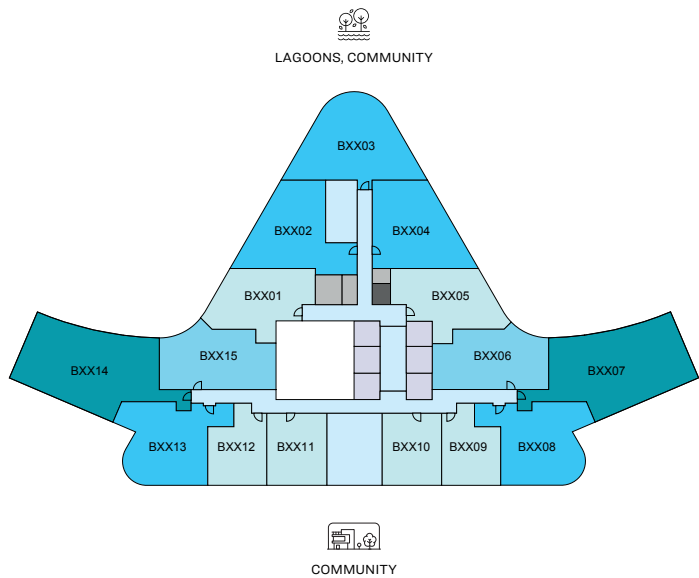 LAGOONS, COMMUNITY
BXX03
BXX02
BXX04
BXX01
BXX05
BXX15
BXX06
BXX14
BXX07
BXX13
BXX12
BXX11
BXX10
BXX09
BXX08
COMMUNITY